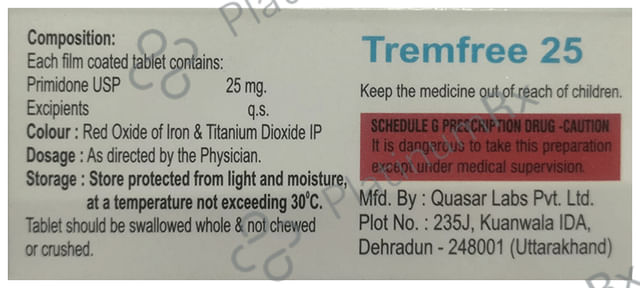 Composition:
Each film coated tablet contains:
Primidone USP 25 mg.
Excipients q.s.
Colour : Red Oxide of Iron & Titanium Dioxide IP
Dosage : As directed by the Physician.
Storage : Store protected from light and moisture,
at a temperature not exceeding 30°C.
Tablet should be swallowed whole & not chewed
or crushed.
Tremfree 25
Keep the medicine out of reach of children.
SCHEDULE G PRESCRIPTION DRUG -CAUTION
It is dangerous to take this preparation
except under medical supervision.
Mfd. By : Quasar Labs Pvt. Ltd.
Plot No. : 235J, Kuanwala IDA,
Dehradun - 248001 (Uttarakhand)
PlatinumRx